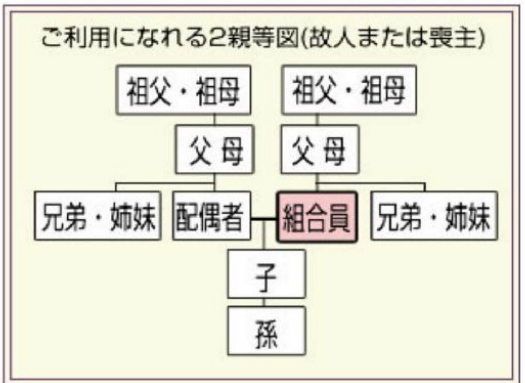 ご利用になれる2親等図(故人または喪主)
祖父・祖母 祖父・祖母
父母 父母
兄弟・姉妹 配偶者 組合員 兄弟・姉妹
子
孫